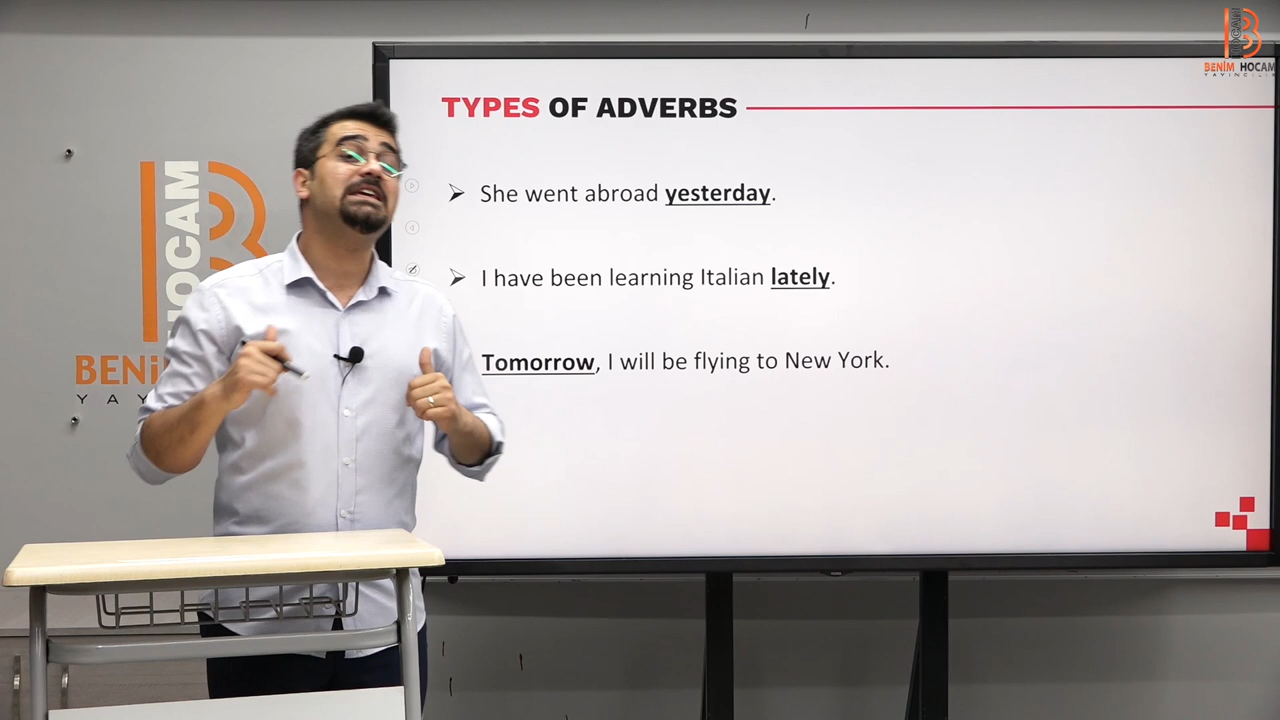 BENİM HOCAM
YAYINCILIK
TYPES OF ADVERBS
She went abroad yesterday.
I have been learning Italian lately.
Tomorrow, I will be flying to New York.
HOCAM